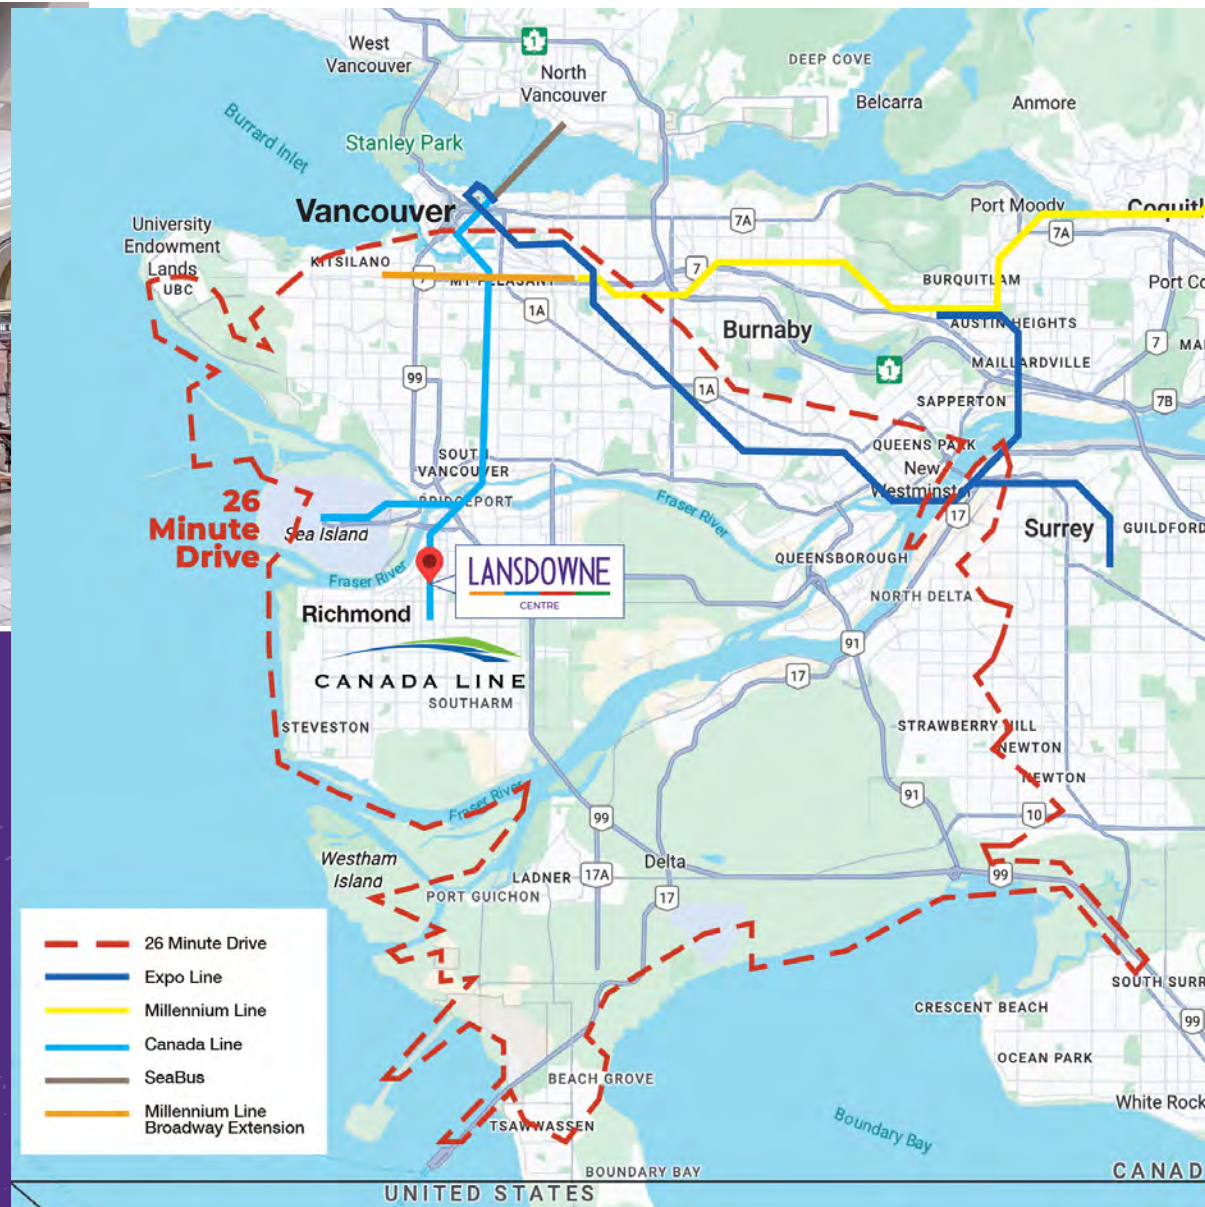 West
Vancouver
1
North
Vancouver
DEEP COVE
Belcarra
Anmore
Burrard Inlet
Stanley Park
Vancouver
7A
Port Moody
7A
University
Endowment
Lands
UBC
KITSILANO
7
7
BURQUITLAM
1A
Burnaby
AUSTIN HEIGHTS
MAILLARDVILLE
7
99
1A
1
SAPPERTON
7B
QUEENS PARK
SOUTH
VANCOUVER
New
Westminster
BRIDGEPORT
Fraser River
17
26
Minute
Drive
Sea Island
Surrey
GUILDFORD
Fraser River
LANSDOWNE
CENTRE
QUEENSBOROUGH
NORTH DELTA
Richmond
91
CANADA LINE
17
SOUTHARM
STEVESTON
STRAWBERRY HILL
NEWTON
NEWTON
Fraser River
91
10
99
Westham
Island
Delta
LADNER
17A
99
PORT GUICHON
17
26 Minute Drive
Expo Line
Millennium Line
Canada Line
SeaBus
Millennium Line
Broadway Extension
CRESCENT BEACH
99
OCEAN PARK
BEACH GROVE
White Rock
TSAWWASSEN
Boundary Bay
BOUNDARY BAY
UNITED STATES